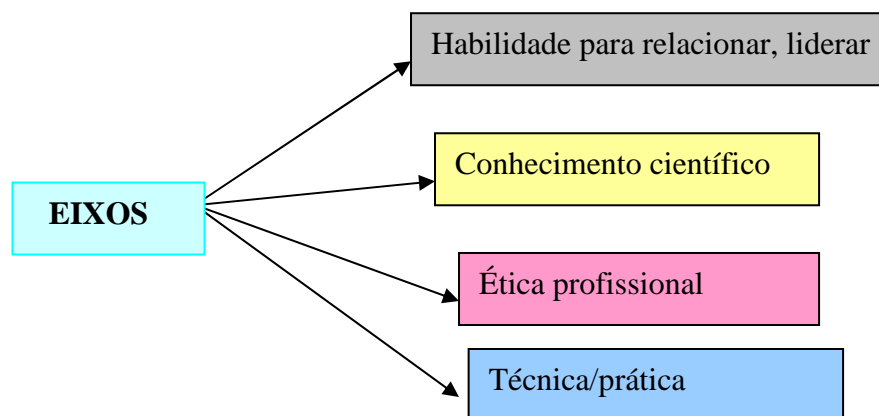 Habilidade para relacionar, liderar
Conhecimento científico
EIXOS
Ética profissional
Técnica/prática